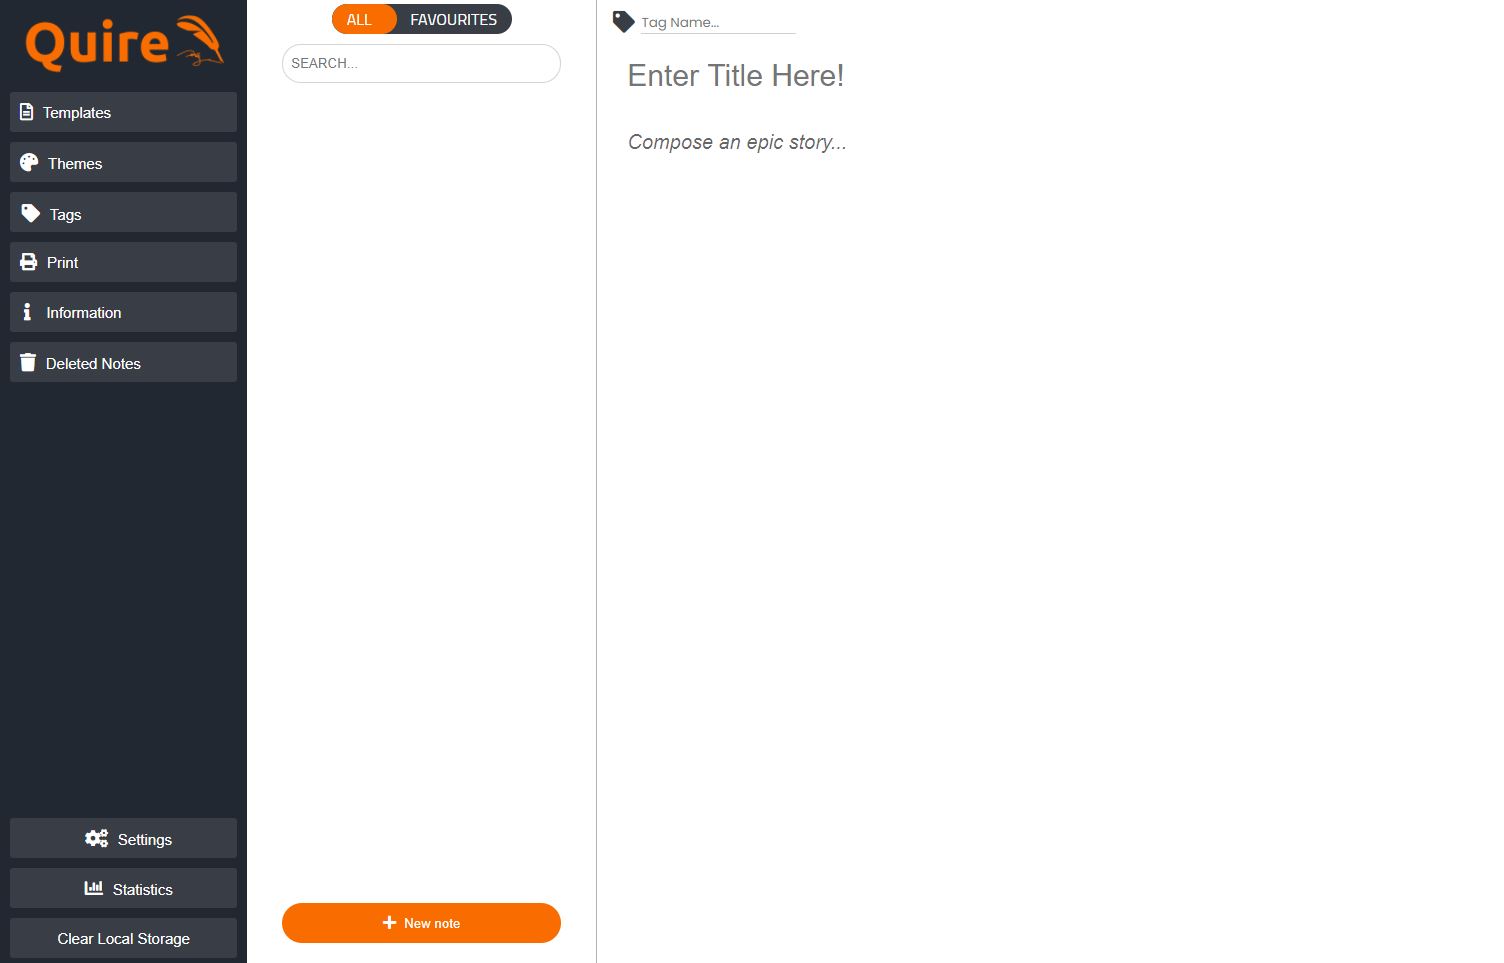 Quire
Templates
Themes
Tags
Print
Information
Deleted Notes
Settings
Statistics
Clear Local Storage
ALL FAVOURITES
SEARCH...
New note
Tag Name...
Enter Title Here!
Compose an epic story...